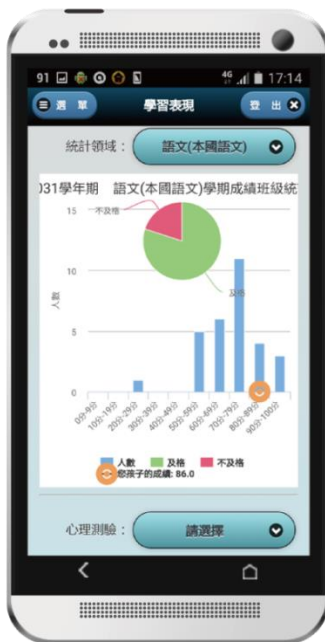 91 4G 17:14
選單 學習表現 登出
統計領域： 語文(本國語文)
031學年期 語文(本國語文)學期成績班級統
15
不及格
10
及格
人數
5
0
0分-9分
10分-19分
20分-29分
30分-39分
40分-49分
50分-59分
60分-69分
70分-79分
80分-89分
90分-100分
人數 及格 不及格
您孩子的成績: 86.0
心理測驗： 請選擇